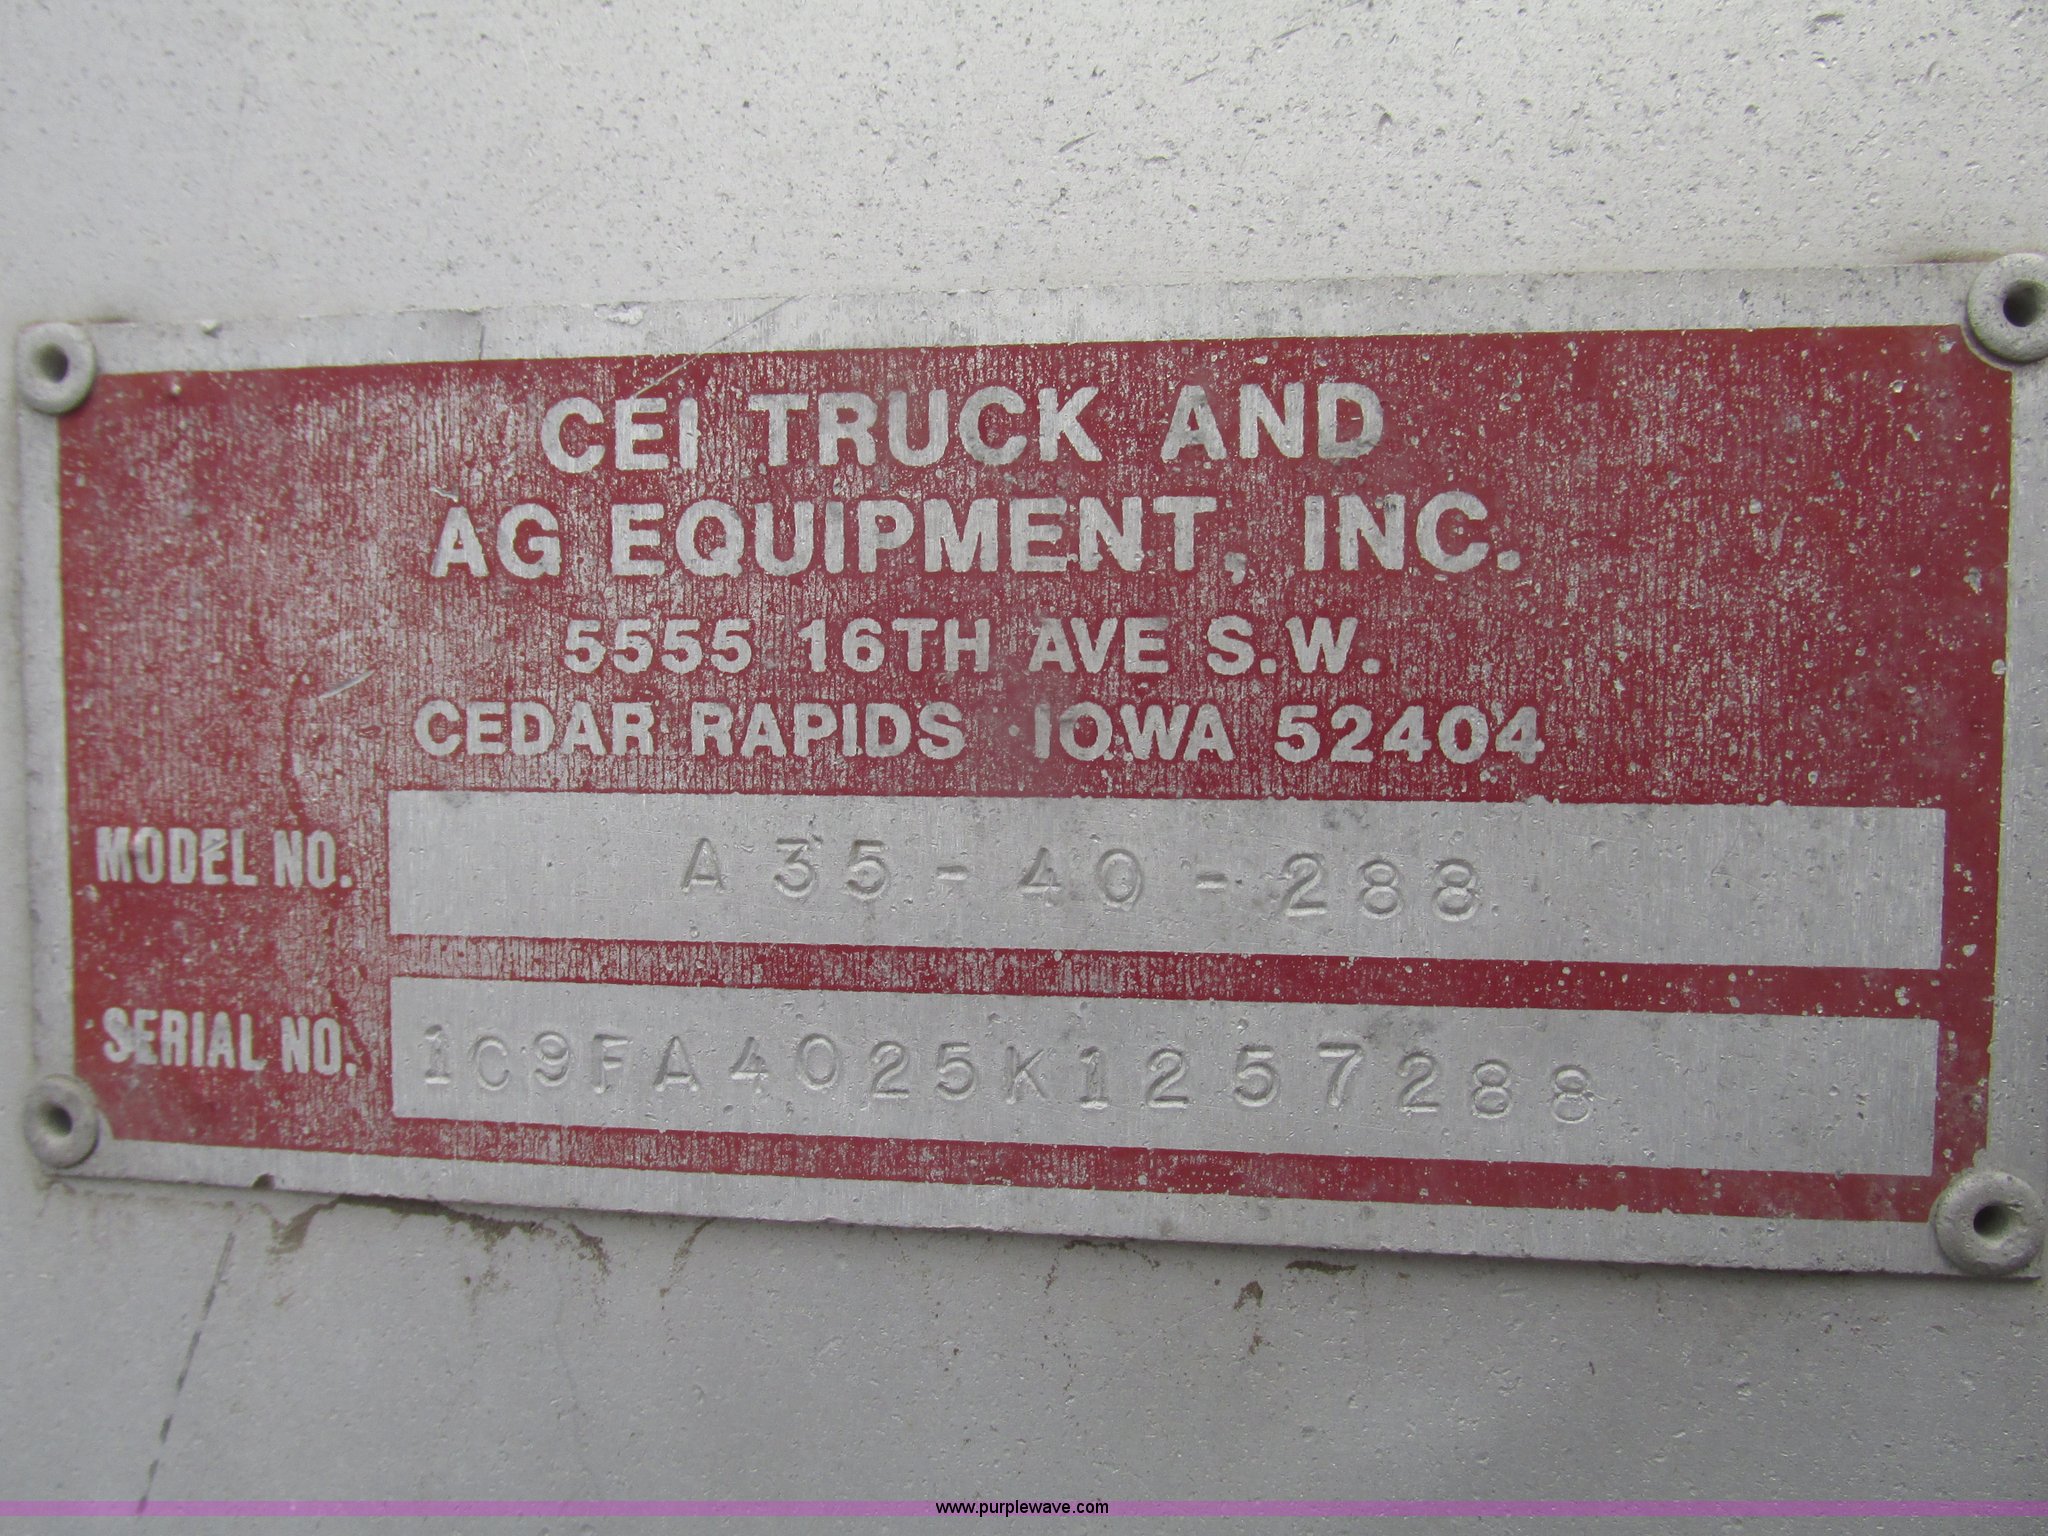 CEI TRUCK AND
AG EQUIPMENT, INC.
5555 16TH AVE S.W.
CEDAR RAPIDS IOWA 52404
MODEL NO. A35-40-288
SERIAL NO. 1C9FA4025K1257288
www.purplewave.com